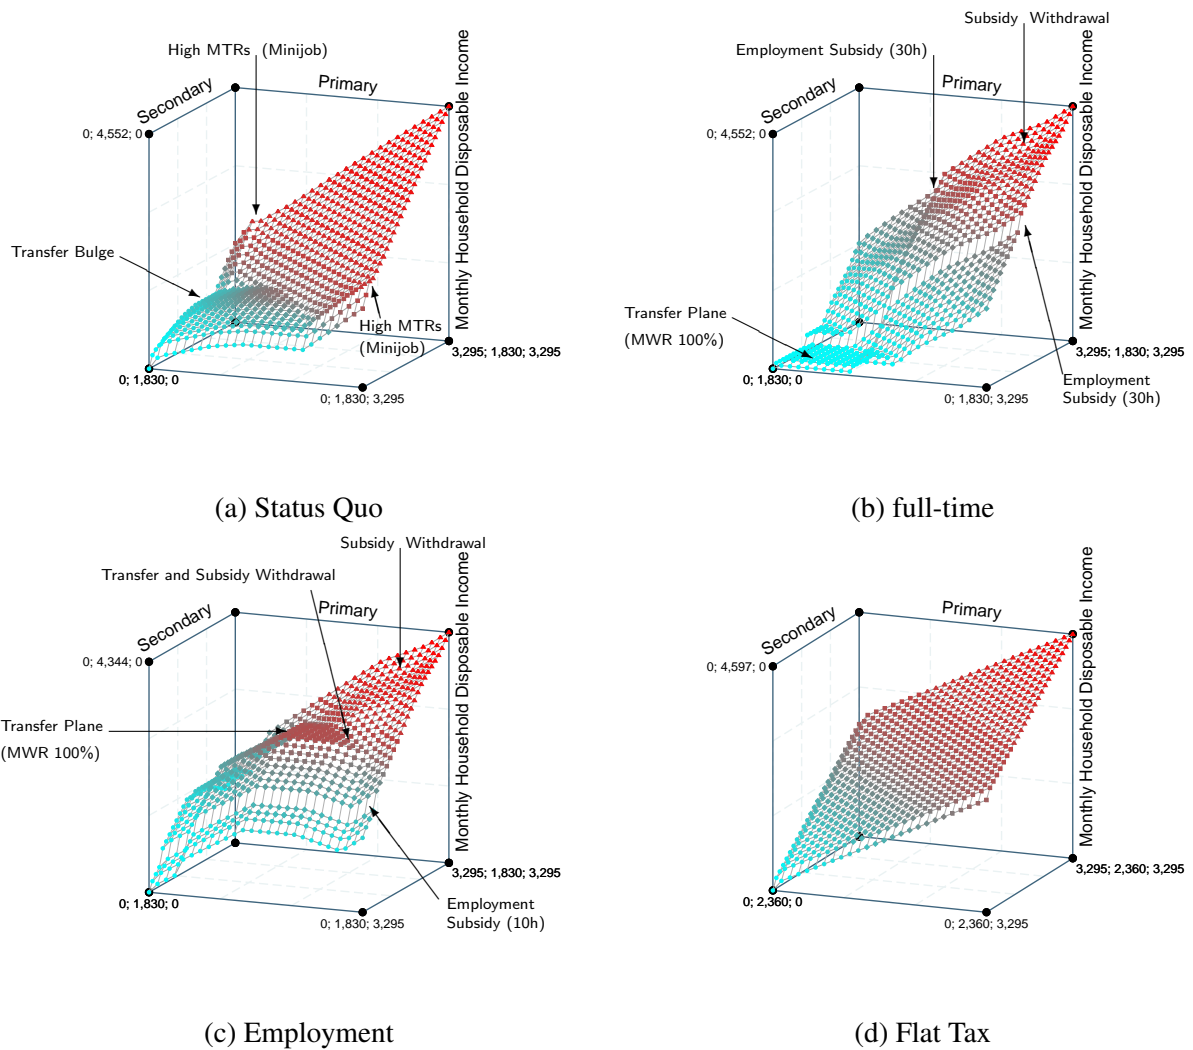 High MTRs (Minijob)
Secondary
Primary
Monthly Household Disposable Income
0; 4,552; 0
Transfer Bulge
High MTRs
(Minijob)
3,295; 1,830; 3,295
0; 1,830; 0
0; 1,830; 3,295
(a) Status Quo
Subsidy Withdrawal
Employment Subsidy (30h)
Secondary
Primary
Monthly Household Disposable Income
0; 4,552; 0
Transfer Plane
(MWR 100%)
3,295; 1,830; 3,295
0; 1,830; 0
Employment
Subsidy (30h)
0; 1,830; 3,295
(b) full-time
Subsidy Withdrawal
Transfer and Subsidy Withdrawal
Secondary
Primary
Monthly Household Disposable Income
0; 4,344; 0
Transfer Plane
(MWR 100%)
3,295; 1,830; 3,295
0; 1,830; 0
Employment
Subsidy (10h)
0; 1,830; 3,295
(c) Employment
Secondary
Primary
Monthly Household Disposable Income
0; 4,597; 0
3,295; 2,360; 3,295
0; 2,360; 0
0; 2,360; 3,295
(d) Flat Tax